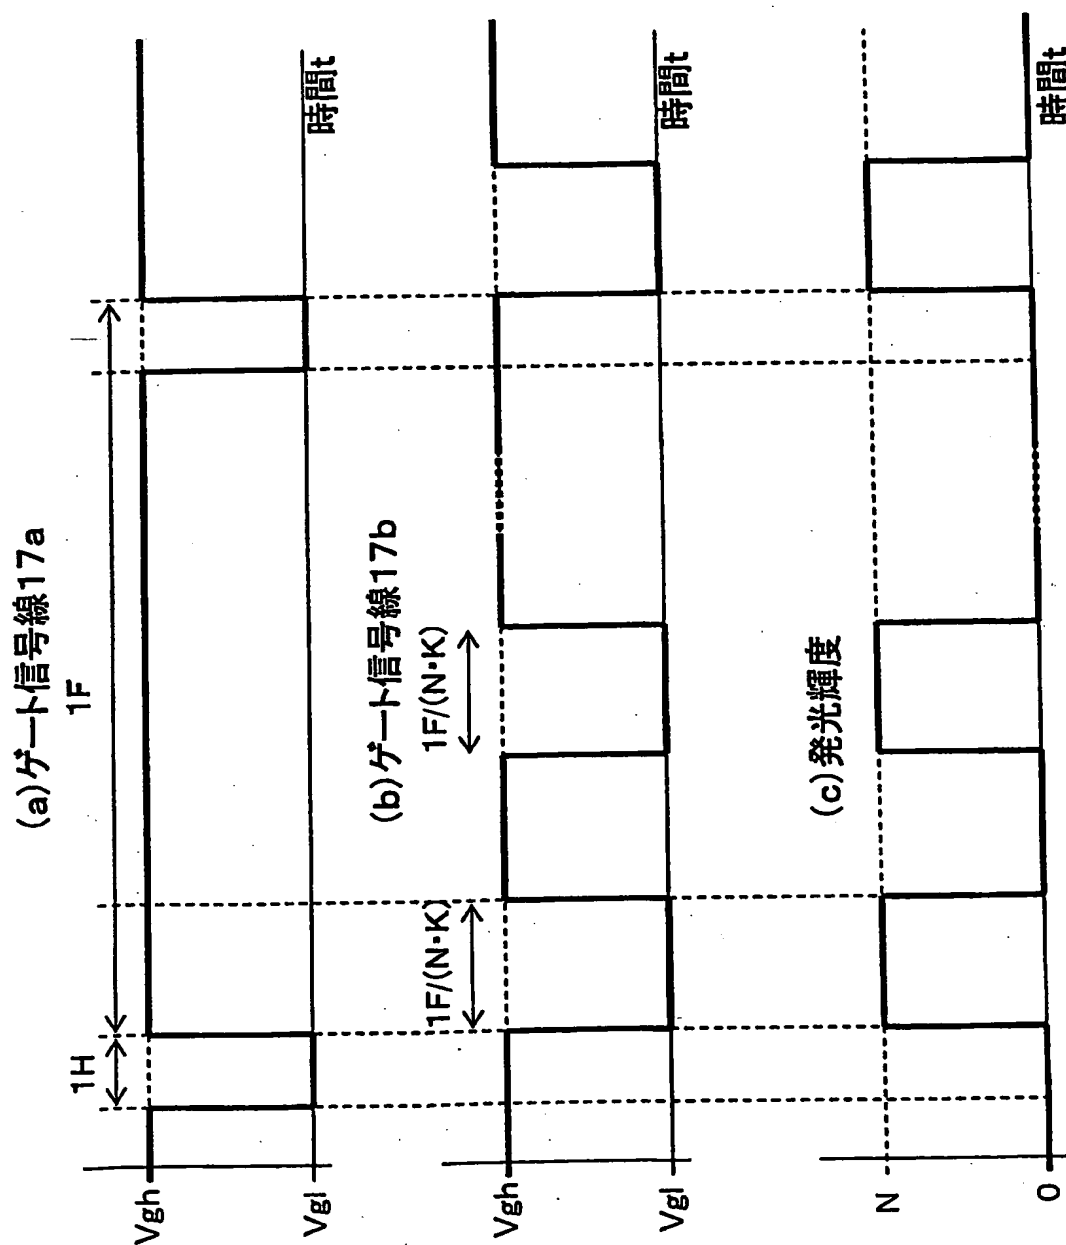 (a)ゲート信号線17a
1F
1H
Vgh
Vgl
時間t
(b)ゲート信号線17b
1F/(N・K)
1F/(N・K)
Vgh
Vgl
時間t
(c)発光輝度
N
0
時間t